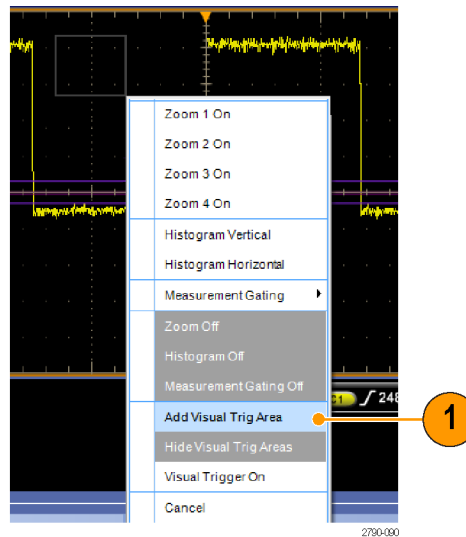 Zoom 1 On
Zoom 2 On
Zoom 3 On
Zoom 4 On
Histogram Vertical
Histogram Horizontal
Measurement Gating
Zoom Off
Histogram Off
Measurement Gating Off
C1 248
Add Visual Trig Area
1
Hide Visual Trig Areas
Visual Trigger On
Cancel
2790-090